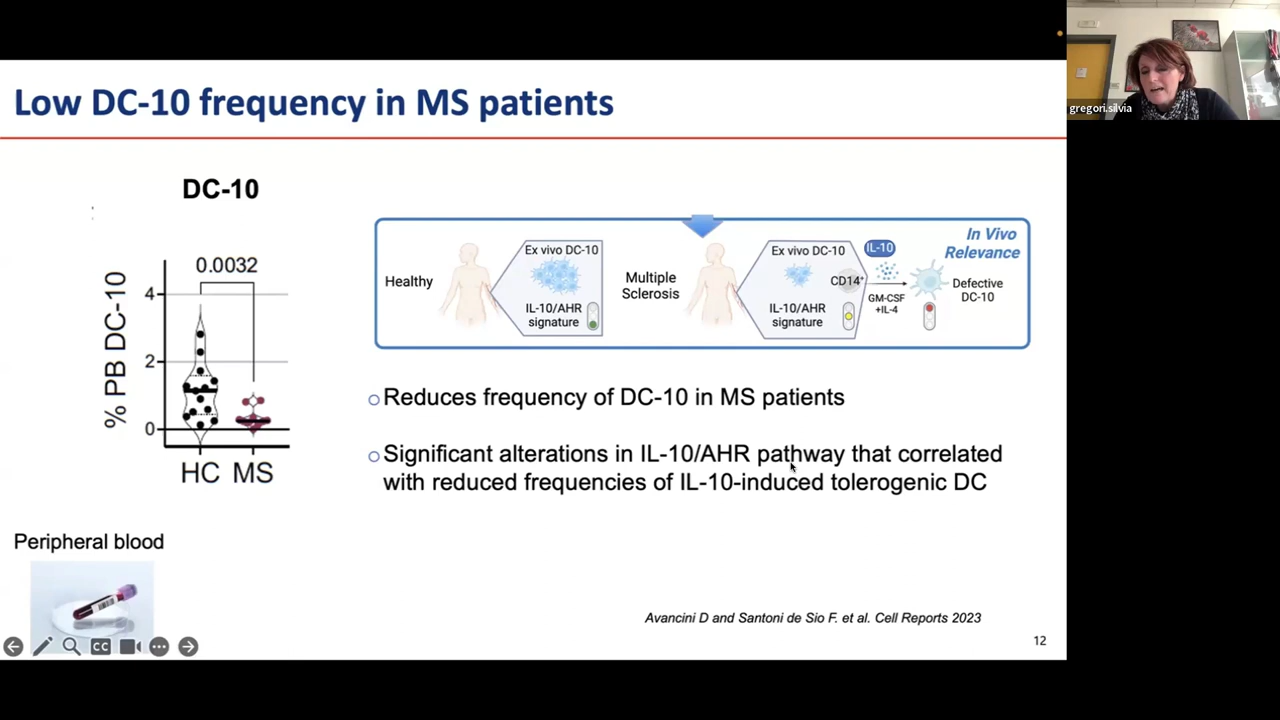 gregori.silvia
Low DC-10 frequency in MS patients
DC-10
0.0032
% PB DC-10
4
2
0
HC MS
In Vivo
Relevance
Healthy
Ex vivo DC-10
IL-10/AHR
signature
Multiple
Sclerosis
Ex vivo DC-10
CD14+
IL-10/AHR
signature
IL-10
GM-CSF
+IL-4
Defective
DC-10
Reduces frequency of DC-10 in MS patients
Significant alterations in IL-10/AHR pathway that correlated
with reduced frequencies of IL-10-induced tolerogenic DC
Peripheral blood
CC
Avancini D and Santoni de Sio F. et al. Cell Reports 2023
12